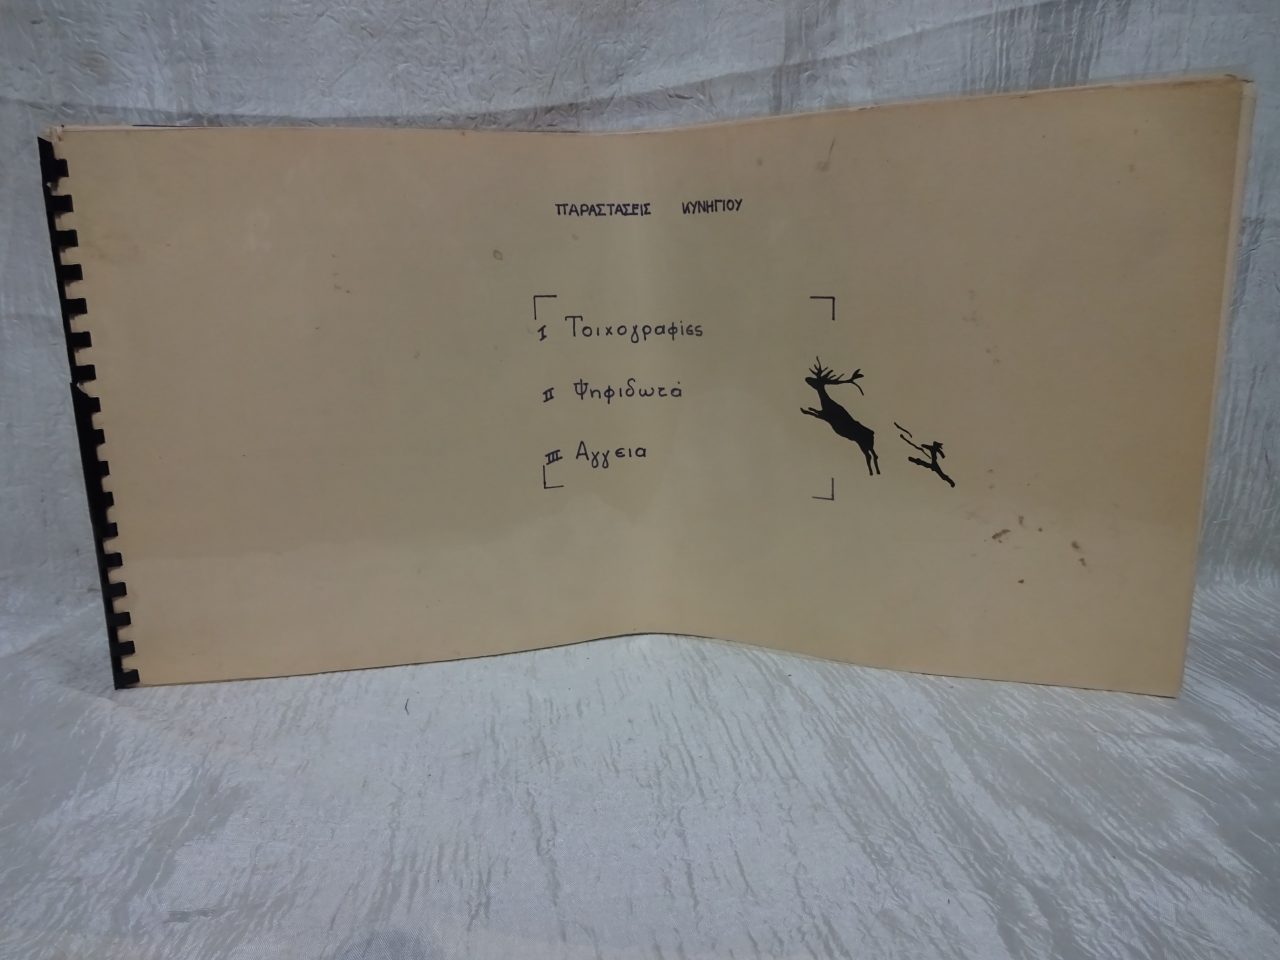 ΠΑΡΑΣΤΑΣΕΙΣ ΚΥΝΗΓΙΟΥ
I Τοιχογραφίες
II Ψηφιδωτά
III Αγγεια